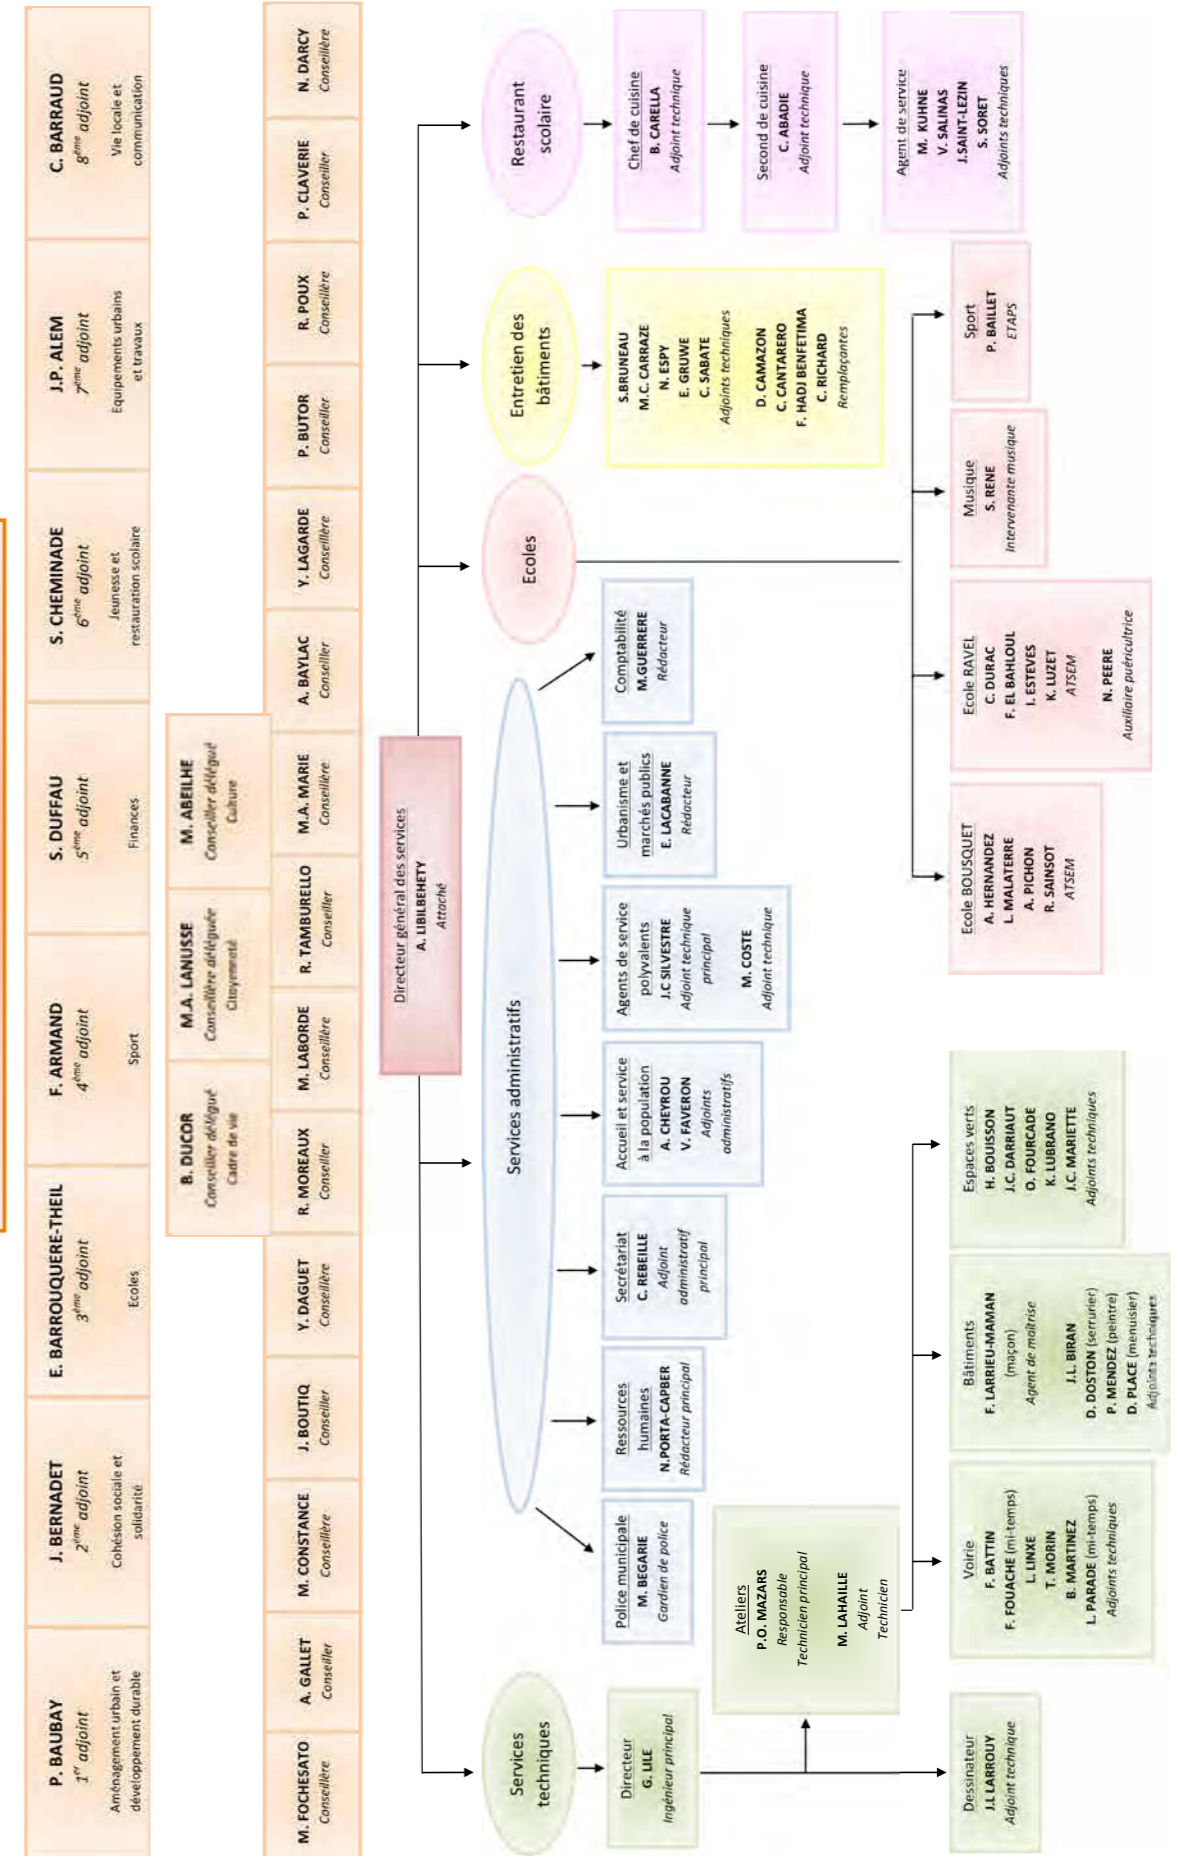 P. BAUBAY
1er adjoint
Aménagement urbain et
développement durable
J. BERNADET
2ème adjoint
Cohésion sociale et
solidarité
E. BARROUQUERE-THEIL
3ème adjoint
Ecoles
F. ARMAND
4ème adjoint
Sport
S. DUFFAU
5ème adjoint
Finances
S. CHEMINADE
6ème adjoint
Jeunesse et
restauration scolaire
J.P. ALEM
7ème adjoint
Equipements urbains
et travaux
C. BARRAUD
8ème adjoint
Vie locale et
communication
B. DUCOR
Conseiller délégué
Cadre de vie
M.A. LANUSSE
Conseillère déléguée
Citoyenneté
M. ABEILHE
Conseiller délégué
Culture
M. FOCHESATO
Conseillère
A. GALLET
Conseiller
M. CONSTANCE
Conseillère
J. BOUTIQ
Conseiller
Y. DAGUET
Conseillère
R. MOREAUX
Conseiller
M. LABORDE
Conseillère
R. TAMBURELLO
Conseiller
M.A. MARIE
Conseillère
A. BAYLAC
Conseiller
Y. LAGARDE
Conseillère
P. BUTOR
Conseiller
R. POUX
Conseillère
P. CLAVERIE
Conseiller
N. DARCY
Conseillère
Directeur général des services
A. LIBILBEHETY
Attaché
Services
techniques
Services administratifs
Ecoles
Entretien des
bâtiments
Restaurant
scolaire
Directeur
G. LILE
Ingénieur principal
Police municipale
M. BEGARIE
Gardien de police
Ressources
humaines
N.PORTA-CAPBER
Rédacteur principal
Secrétariat
C. REBEILLE
Adjoint
administratif
principal
Accueil et service
à la population
A. CHEYROU
V. FAVERON
Adjoints
administratifs
Agents de service
polyvalents
J.C SILVESTRE
Adjoint technique
principal
M. COSTE
Adjoint technique
Urbanisme et
marchés publics
E. LACABANNE
Rédacteur
Comptabilité
M.GUERRERE
Rédacteur
S.BRUNEAU
M.C. CARRAZE
N. ESPY
E. GRUWE
C. SABATE
Adjoints techniques
D. CAMAZON
C. CANTARERO
F. HADJ BENFETIMA
C. RICHARD
Remplaçantes
Chef de cuisine
B. CARELLA
Adjoint technique
Second de cuisine
C. ABADIE
Adjoint technique
Agent de service
M. KUHNE
V. SALINAS
J.SAINT-LEZIN
S. SORET
Adjoints techniques
Ateliers
P.O. MAZARS
Responsable
Technicien principal
M. LAHAILLE
Adjoint
Technicien
Dessinateur
J.L LARROUY
Adjoint technique
Voirie
F. BATTIN
F. FOUACHE (mi-temps)
L. LINXE
T. MORIN
B. MARTINEZ
L. PARADE (mi-temps)
Adjoints techniques
Bâtiments
F. LARRIEU-MAMAN
(maçon)
Agent de maîtrise
J.L. BIRAN
D. DOSTON (serrurier)
P. MENDEZ (peintre)
D. PLACE (menuisier)
Adjoints techniques
Espaces verts
H. BOUISSON
J.C. DARRIAUT
O. FOURCADE
K. LUBRANO
J.C. MARIETTE
Adjoints techniques
Ecole BOUSQUET
A. HERNANDEZ
L. MALATERRE
A. PICHON
R. SAINSOT
ATSEM
Ecole RAVEL
C. DURAC
F. EL BAHLOUL
I. ESTEVES
K. LUZET
ATSEM
N. PEERE
Auxiliaire puéricultrice
Musique
S. RENE
Intervenante musique
Sport
P. BAILLET
ETAPS